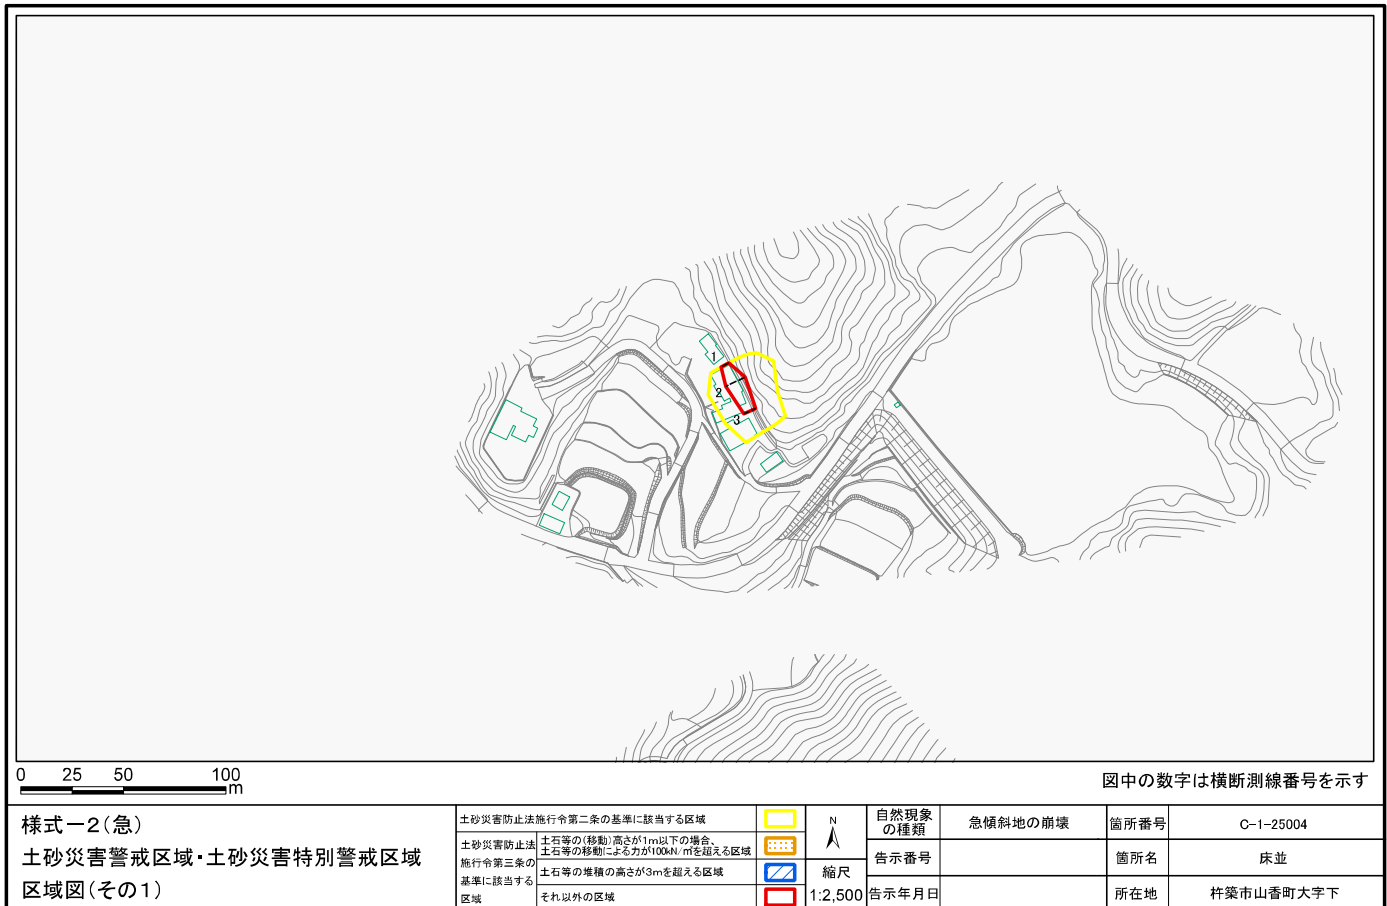 1
2
3
0 25 50 100
m
図中の数字は横断測線番号を示す
様式－2(急)
土砂災害警戒区域・土砂災害特別警戒区域
区域図(その1)
土砂災害防止法施行令第二条の基準に該当する区域
土砂災害防止法
施行令第三条の
基準に該当する
区域
土石等の(移動)高さが1m以下の場合、
土石等の移動による力が100kN/㎡を超える区域
土石等の堆積の高さが3mを超える区域
それ以外の区域
N
縮尺
1:2,500
自然現象
の種類
急傾斜地の崩壊
告示番号
告示年月日
箇所番号
C-1-25004
箇所名
床並
所在地
杵築市山香町大字下